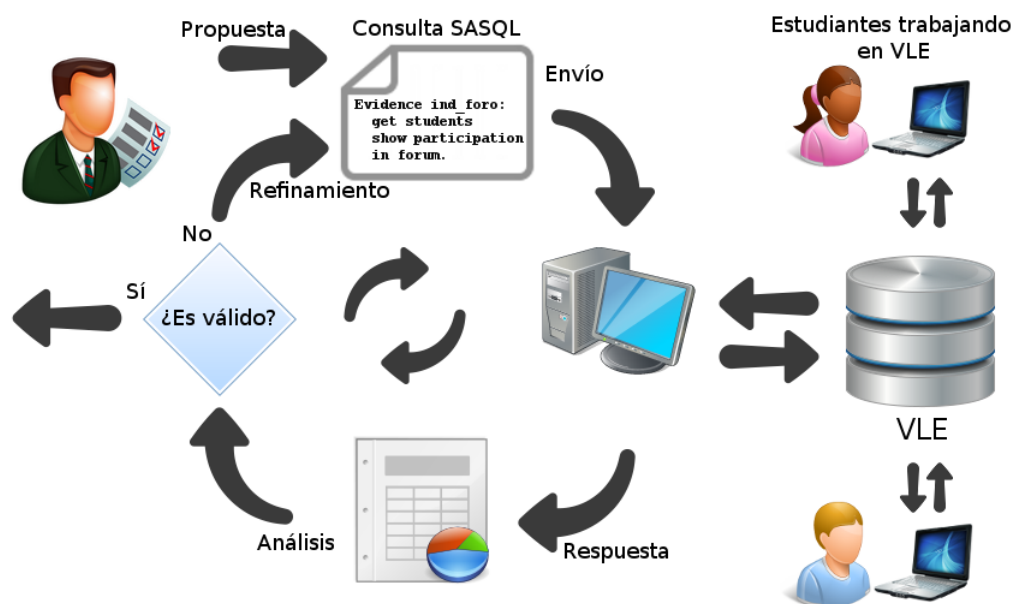 Propuesta
Consulta SASQL
Estudiantes trabajando
en VLE
Envío
Evidence ind_foro:
get students
show participation
in forum.
Refinamiento
No
Sí
¿Es válido?
VLE
Análisis
Respuesta